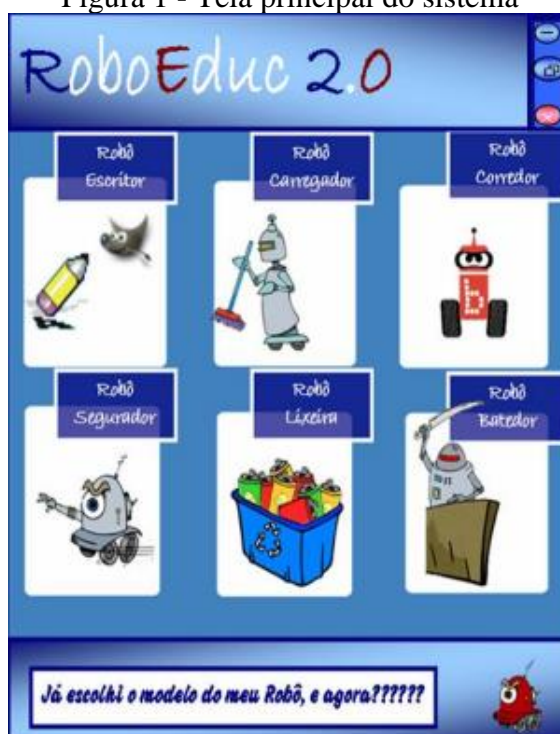 Figura 1 - Tela principal do sistema
RoboEduc 2.0
Robô
Escritor
Robô
Carregador
Robô
Corredor
Robô
Segurador
Robô
Lixeira
Robô
Batedor
Já escolhi o modelo do meu Robô, e agora??????